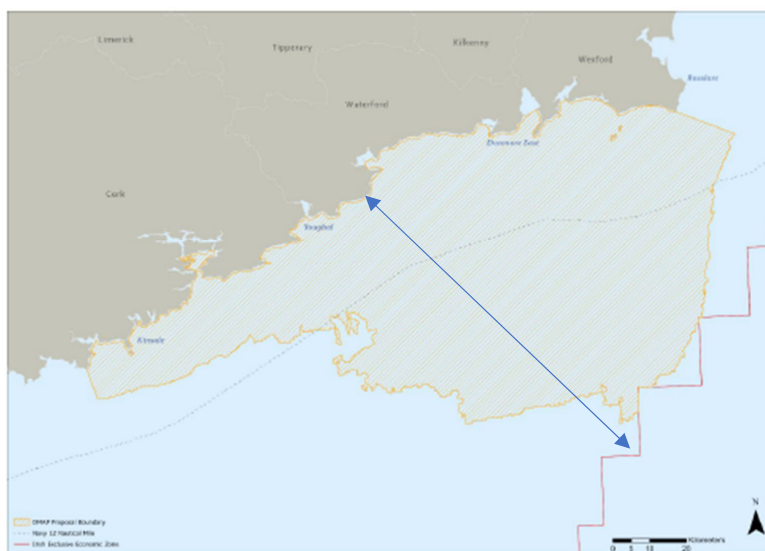 Limerick
Tipperary
Kilkenny
Wexford
Rosslare
Waterford
Dunmore East
Cork
Youghal
Kinsale
DMAP Proposal Boundary
Navy 12 Nautical Mile
Irish Exclusive Economic Zone
N
Kilometers
0 5 10 20